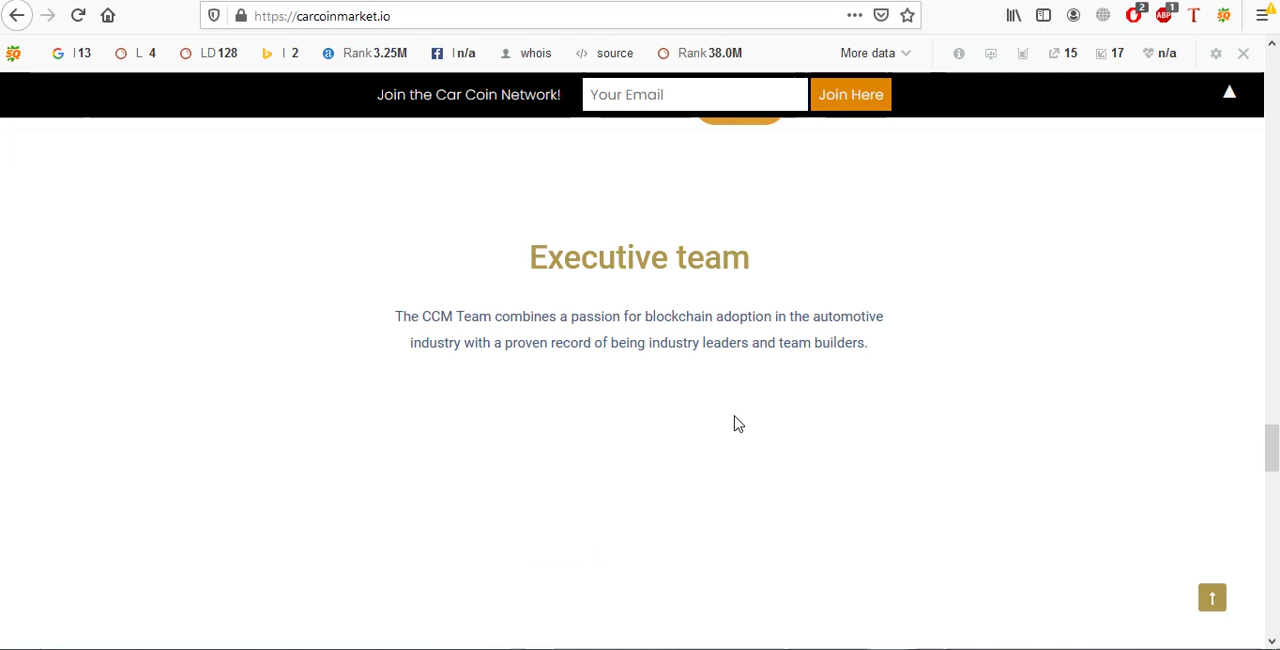 https://carcoinmarket.io
2
1
I 13
L 4
LD 128
I 2
Rank 3.25M
I n/a
whois
source
Rank 38.0M
More data
15
17
n/a
Join the Car Coin Network!
Your Email
Join Here
Executive team
The CCM Team combines a passion for blockchain adoption in the automotive
industry with a proven record of being industry leaders and team builders.